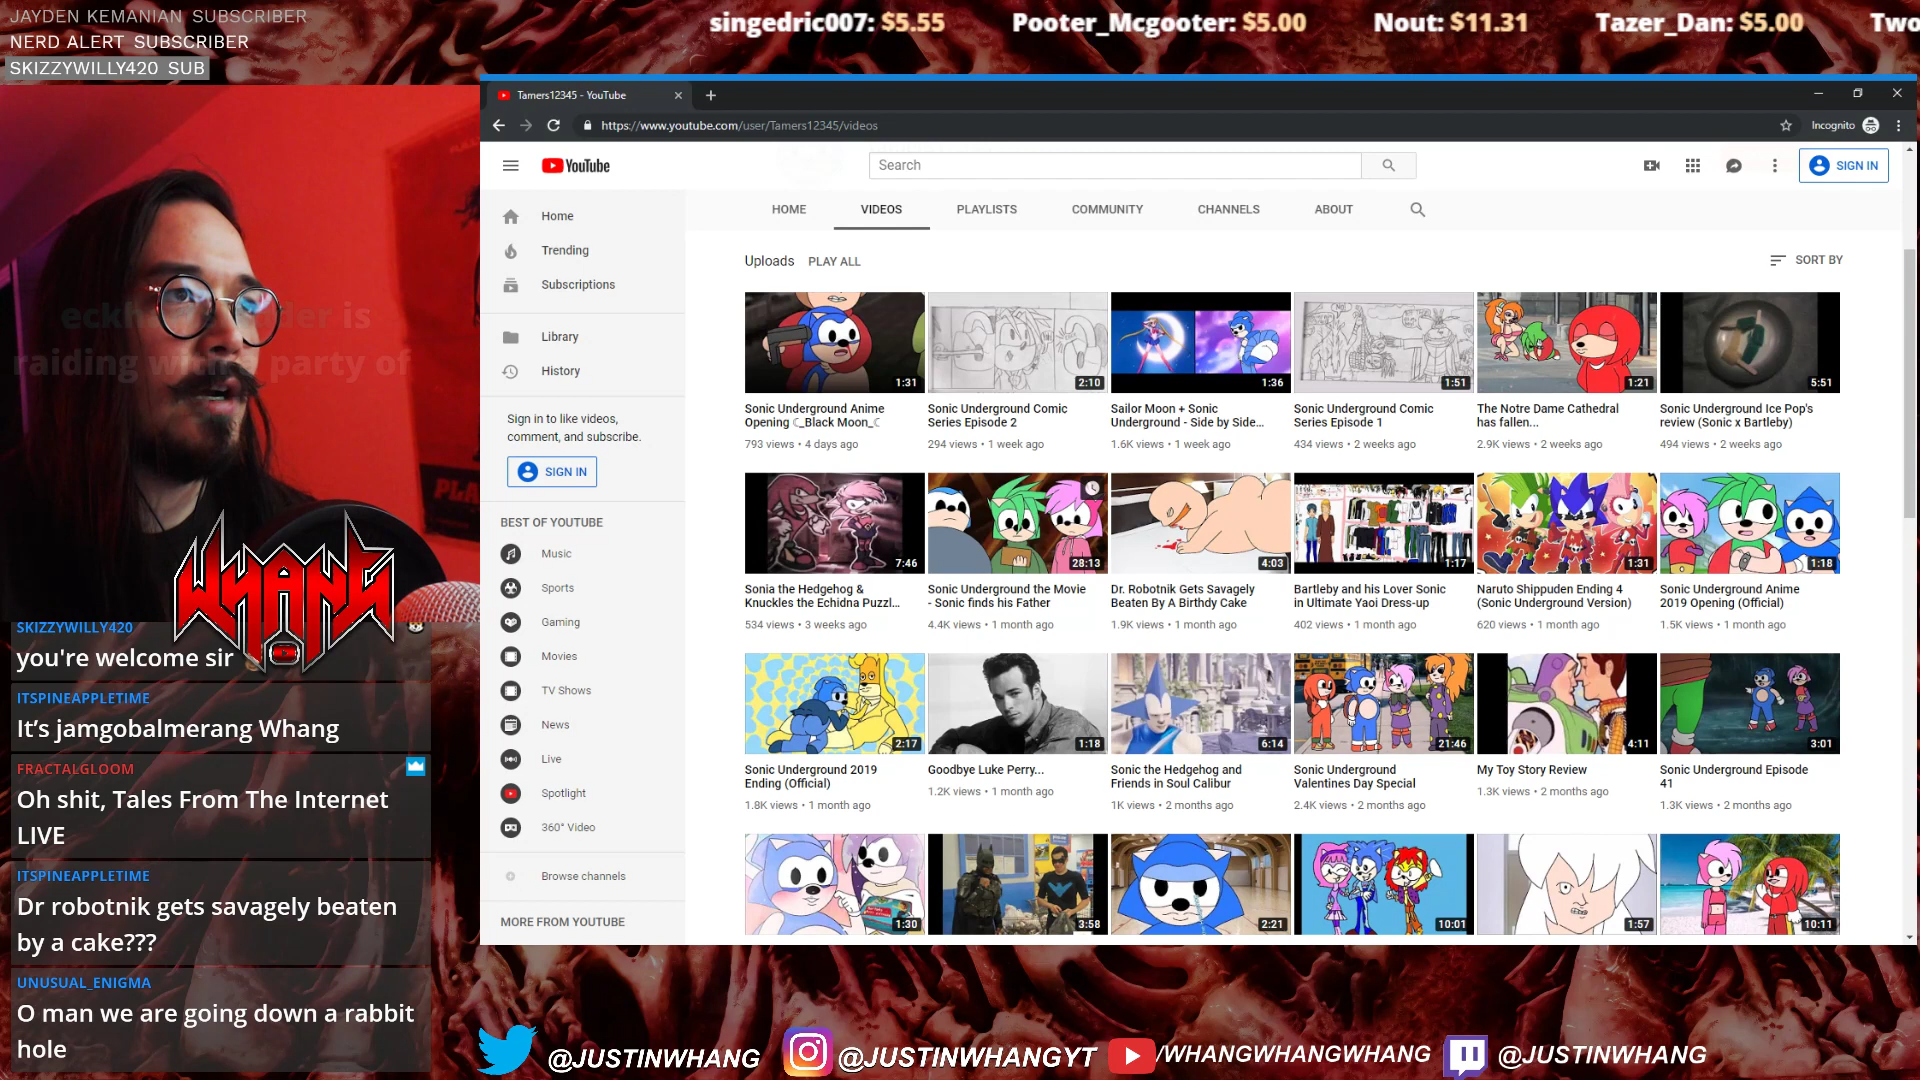 JAYDEN KEMANIAN SUBSCRIBER
NERD ALERT SUBSCRIBER
SKIZZYWILLY420 SUB
singedric007: $5.55 Pooter_Mcgooter: $5.00 Nout: $11.31 Tazer_Dan: $5.00 Two
Tamers12345 - YouTube
https://www.youtube.com/user/Tamers12345/videos
Incognito
YouTube
Search
SIGN IN
HOME VIDEOS PLAYLISTS COMMUNITY CHANNELS ABOUT
Home
Trending
Subscriptions
Library
History
Sign in to like videos,
comment, and subscribe.
SIGN IN
BEST OF YOUTUBE
Music
Sports
Gaming
Movies
TV Shows
News
Live
Spotlight
360° Video
Browse channels
MORE FROM YOUTUBE
Uploads PLAY ALL
SORT BY
1:31
Sonic Underground Anime
Opening ☾_Black Moon_☾
793 views • 4 days ago
2:10
Sonic Underground Comic
Series Episode 2
294 views • 1 week ago
1:36
Sailor Moon + Sonic
Underground - Side by Side...
1.6K views • 1 week ago
1:51
Sonic Underground Comic
Series Episode 1
434 views • 2 weeks ago
1:21
The Notre Dame Cathedral
has fallen...
2.9K views • 2 weeks ago
5:51
Sonic Underground Ice Pop's
review (Sonic x Bartleby)
494 views • 2 weeks ago
7:46
Sonia the Hedgehog &
Knuckles the Echidna Puzzl...
534 views • 3 weeks ago
28:13
Sonic Underground the Movie
- Sonic finds his Father
4.4K views • 1 month ago
4:03
Dr. Robotnik Gets Savagely
Beaten By A Birthdy Cake
1.9K views • 1 month ago
1:17
Bartleby and his Lover Sonic
in Ultimate Yaoi Dress-up
402 views • 1 month ago
1:31
Naruto Shippuden Ending 4
(Sonic Underground Version)
620 views • 1 month ago
1:18
Sonic Underground Anime
2019 Opening (Official)
1.5K views • 1 month ago
2:17
Sonic Underground 2019
Ending (Official)
1.8K views • 1 month ago
1:18
Goodbye Luke Perry...
1.2K views • 1 month ago
6:14
Sonic the Hedgehog and
Friends in Soul Calibur
1K views • 2 months ago
21:46
Sonic Underground
Valentines Day Special
2.4K views • 2 months ago
4:11
My Toy Story Review
1.3K views • 2 months ago
3:01
Sonic Underground Episode
41
1.3K views • 2 months ago
1:30
3:58
2:21
10:01
1:57
10:11
is
raiding party of
WHANG
SKIZZYWILLY420
you're welcome sir
ITSPINEAPPLETIME
It's jamgobalmerang Whang
FRACTALGLOOM
Oh shit, Tales From The Internet
LIVE
ITSPINEAPPLETIME
Dr robotnik gets savagely beaten
by a cake???
UNUSUAL_ENIGMA
O man we are going down a rabbit
hole
@JUSTINWHANG @JUSTINWHANGYT /WHANGWHANGWHANG @JUSTINWHANG